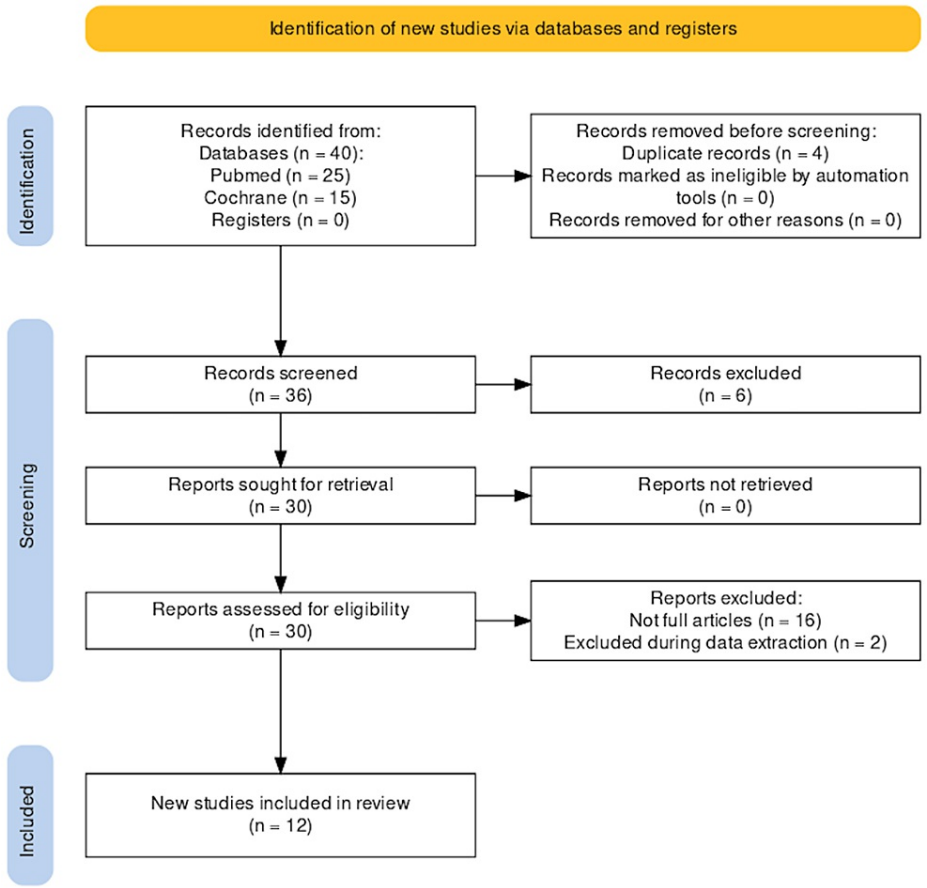 Identification of new studies via databases and registers
Identification
Records identified from:
Databases (n = 40):
Pubmed (n = 25)
Cochrane (n = 15)
Registers (n = 0)
Records removed before screening:
Duplicate records (n = 4)
Records marked as ineligible by automation
tools (n = 0)
Records removed for other reasons (n = 0)
Screening
Records screened
(n = 36)
Records excluded
(n = 6)
Reports sought for retrieval
(n = 30)
Reports not retrieved
(n = 0)
Reports assessed for eligibility
(n = 30)
Reports excluded:
Not full articles (n = 16)
Excluded during data extraction (n = 2)
Included
New studies included in review
(n = 12)